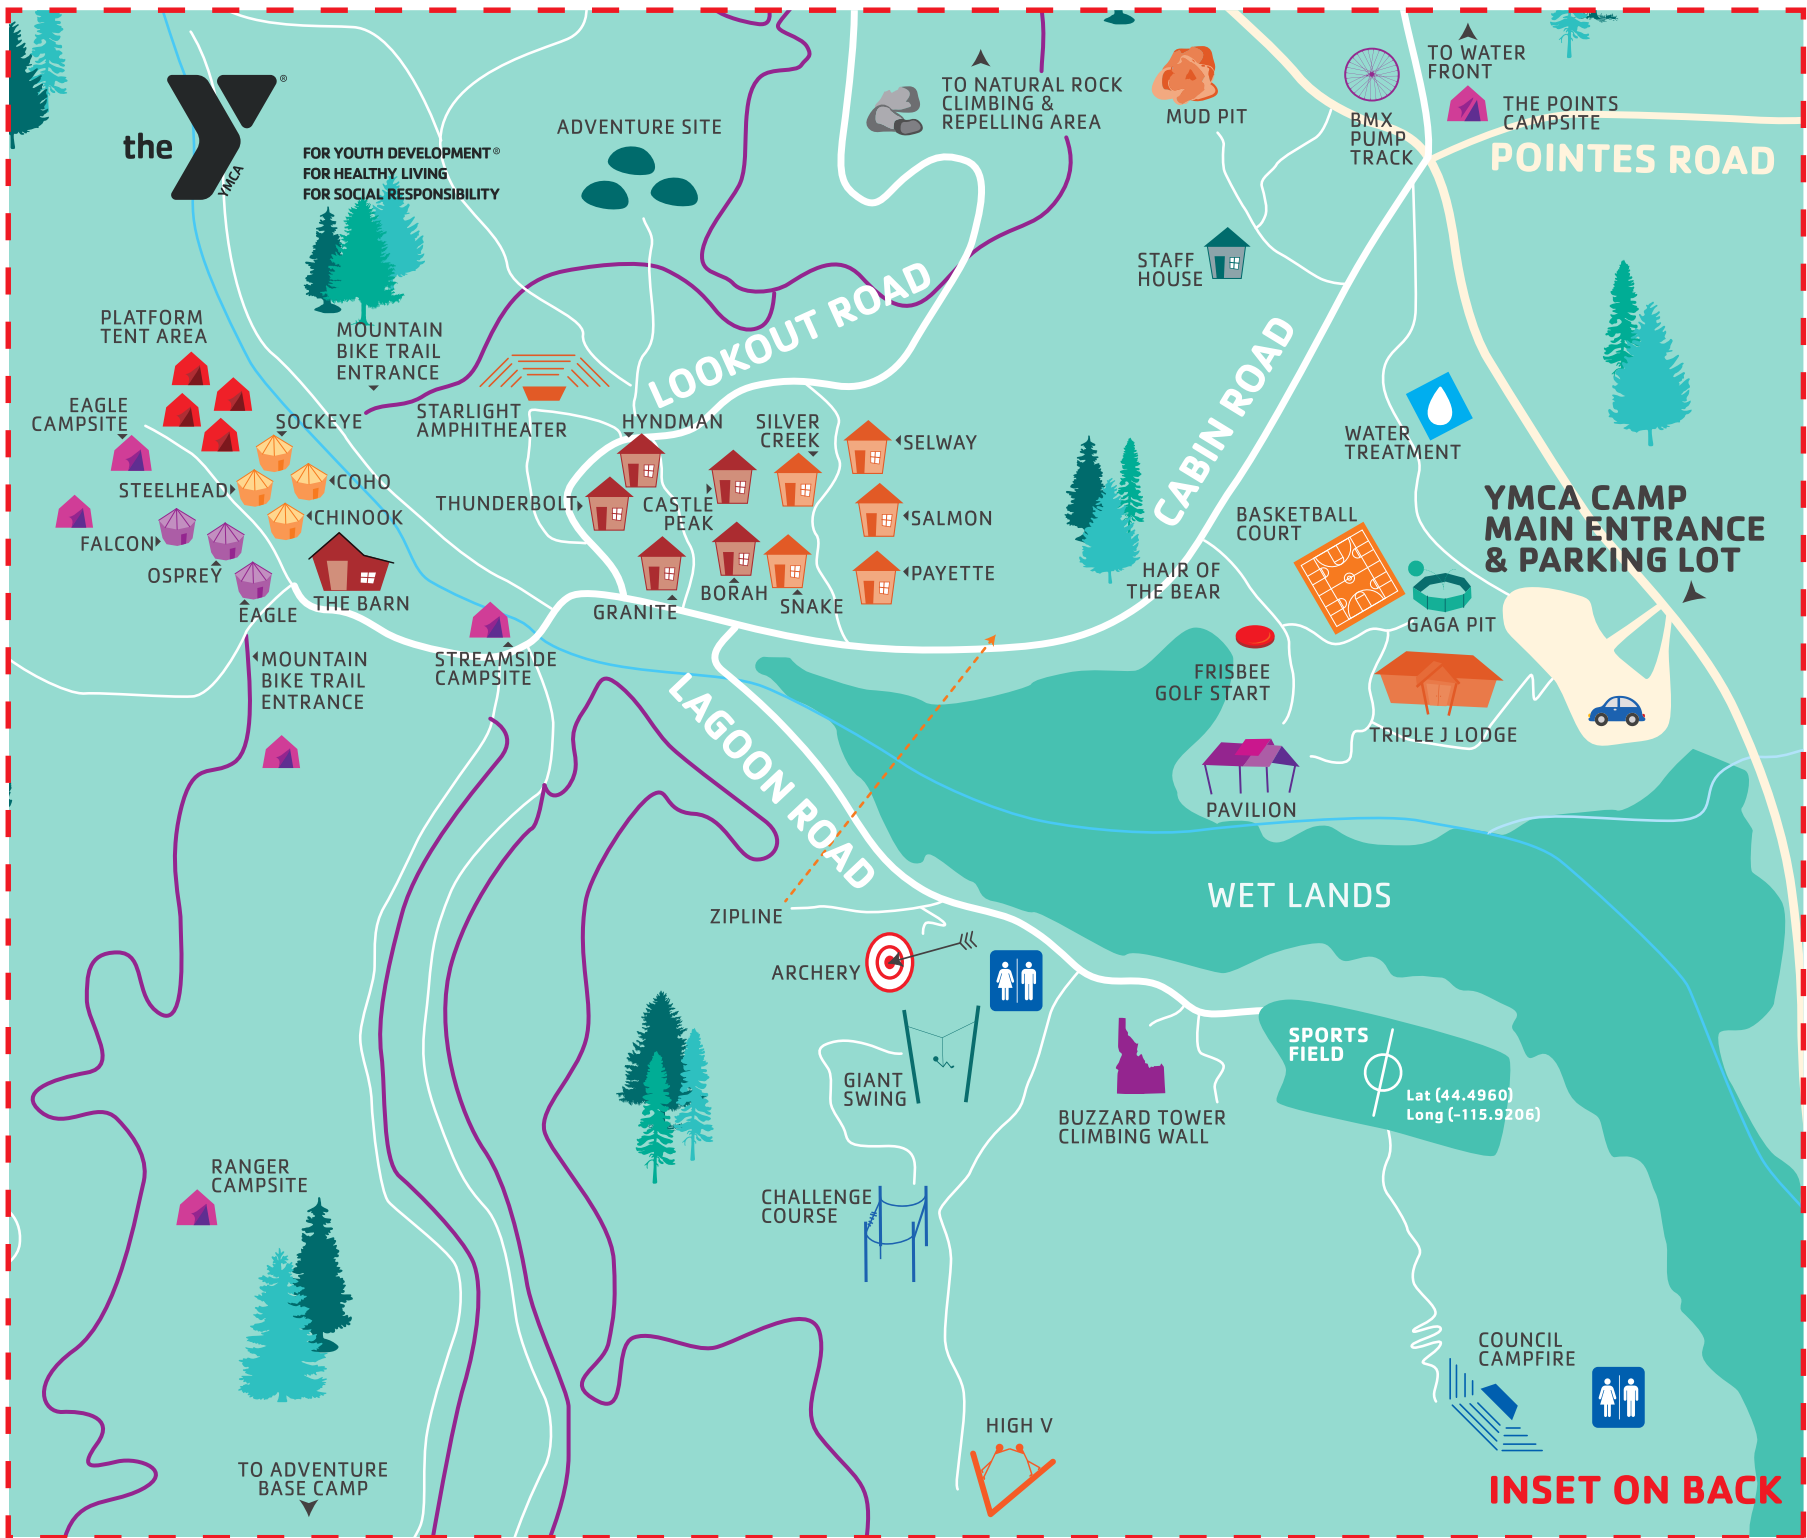 the
YMCA
®
FOR YOUTH DEVELOPMENT®
FOR HEALTHY LIVING
FOR SOCIAL RESPONSIBILITY
ADVENTURE SITE
TO NATURAL ROCK
CLIMBING &
REPELLING AREA
MUD PIT
BMX
PUMP
TRACK
TO WATER
FRONT
THE POINTS
CAMPSITE
POINTES ROAD
STAFF
HOUSE
LOOKOUT ROAD
CABIN ROAD
PLATFORM
TENT AREA
MOUNTAIN
BIKE TRAIL
ENTRANCE
EAGLE
CAMPSITE
SOCKEYE
STARLIGHT
AMPHITHEATER
HYNDMAN
SILVER
CREEK
SELWAY
STEELHEAD
COHO
THUNDERBOLT
CASTLE
PEAK
SALMON
CHINOOK
FALCON
OSPREY
EAGLE
THE BARN
GRANITE
BORAH
SNAKE
PAYETTE
WATER
TREATMENT
YMCA CAMP
MAIN ENTRANCE
& PARKING LOT
BASKETBALL
COURT
HAIR OF
THE BEAR
GAGA PIT
MOUNTAIN
BIKE TRAIL
ENTRANCE
STREAMSIDE
CAMPSITE
FRISBEE
GOLF START
TRIPLE J LODGE
LAGOON ROAD
PAVILION
WET LANDS
ZIPLINE
ARCHERY
GIANT
SWING
BUZZARD TOWER
CLIMBING WALL
SPORTS
FIELD
Lat (44.4960)
Long (-115.9206)
RANGER
CAMPSITE
CHALLENGE
COURSE
COUNCIL
CAMPFIRE
HIGH V
TO ADVENTURE
BASE CAMP
INSET ON BACK